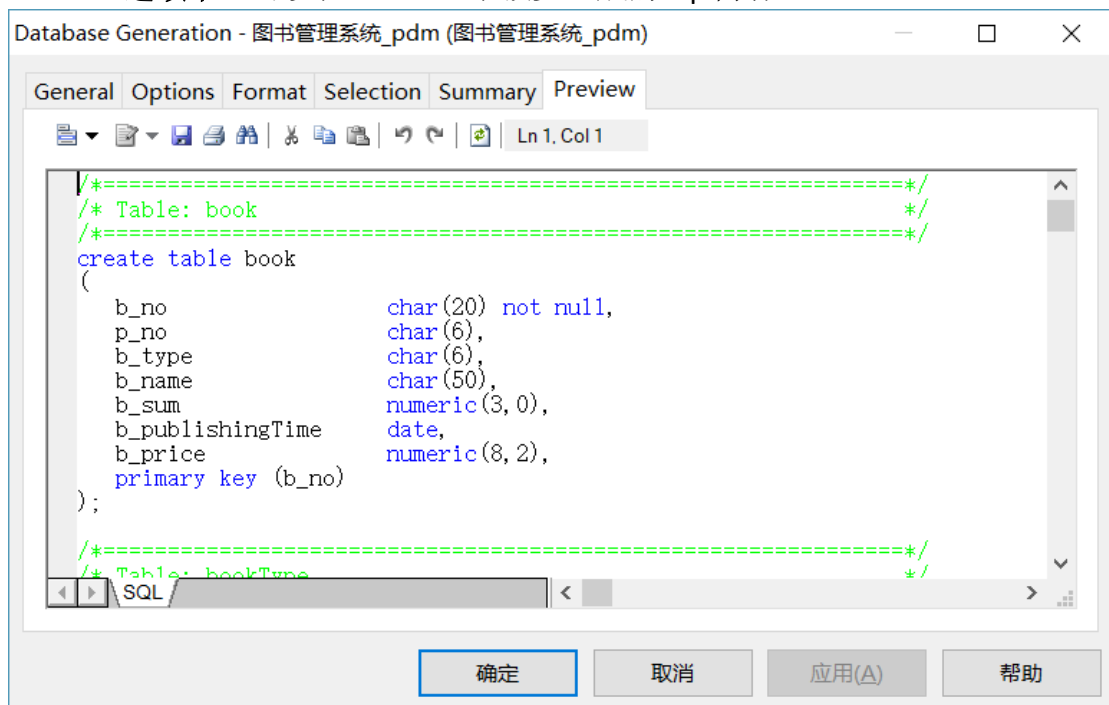 Database Generation - 图书管理系统_pdm (图书管理系统_pdm)
General Options Format Selection Summary Preview
Ln 1, Col 1
/*==============================================================*/
/* Table: book                                                  */
/*==============================================================*/
create table book
(
b_no char(20) not null,
p_no char(6),
b_type char(6),
b_name char(50),
b_sum numeric(3,0),
b_publishingTime date,
b_price numeric(8,2),
primary key (b_no)
);
/*==============================================================*/
/* Table: bookType                                              */
SQL
确定 取消 应用(A) 帮助